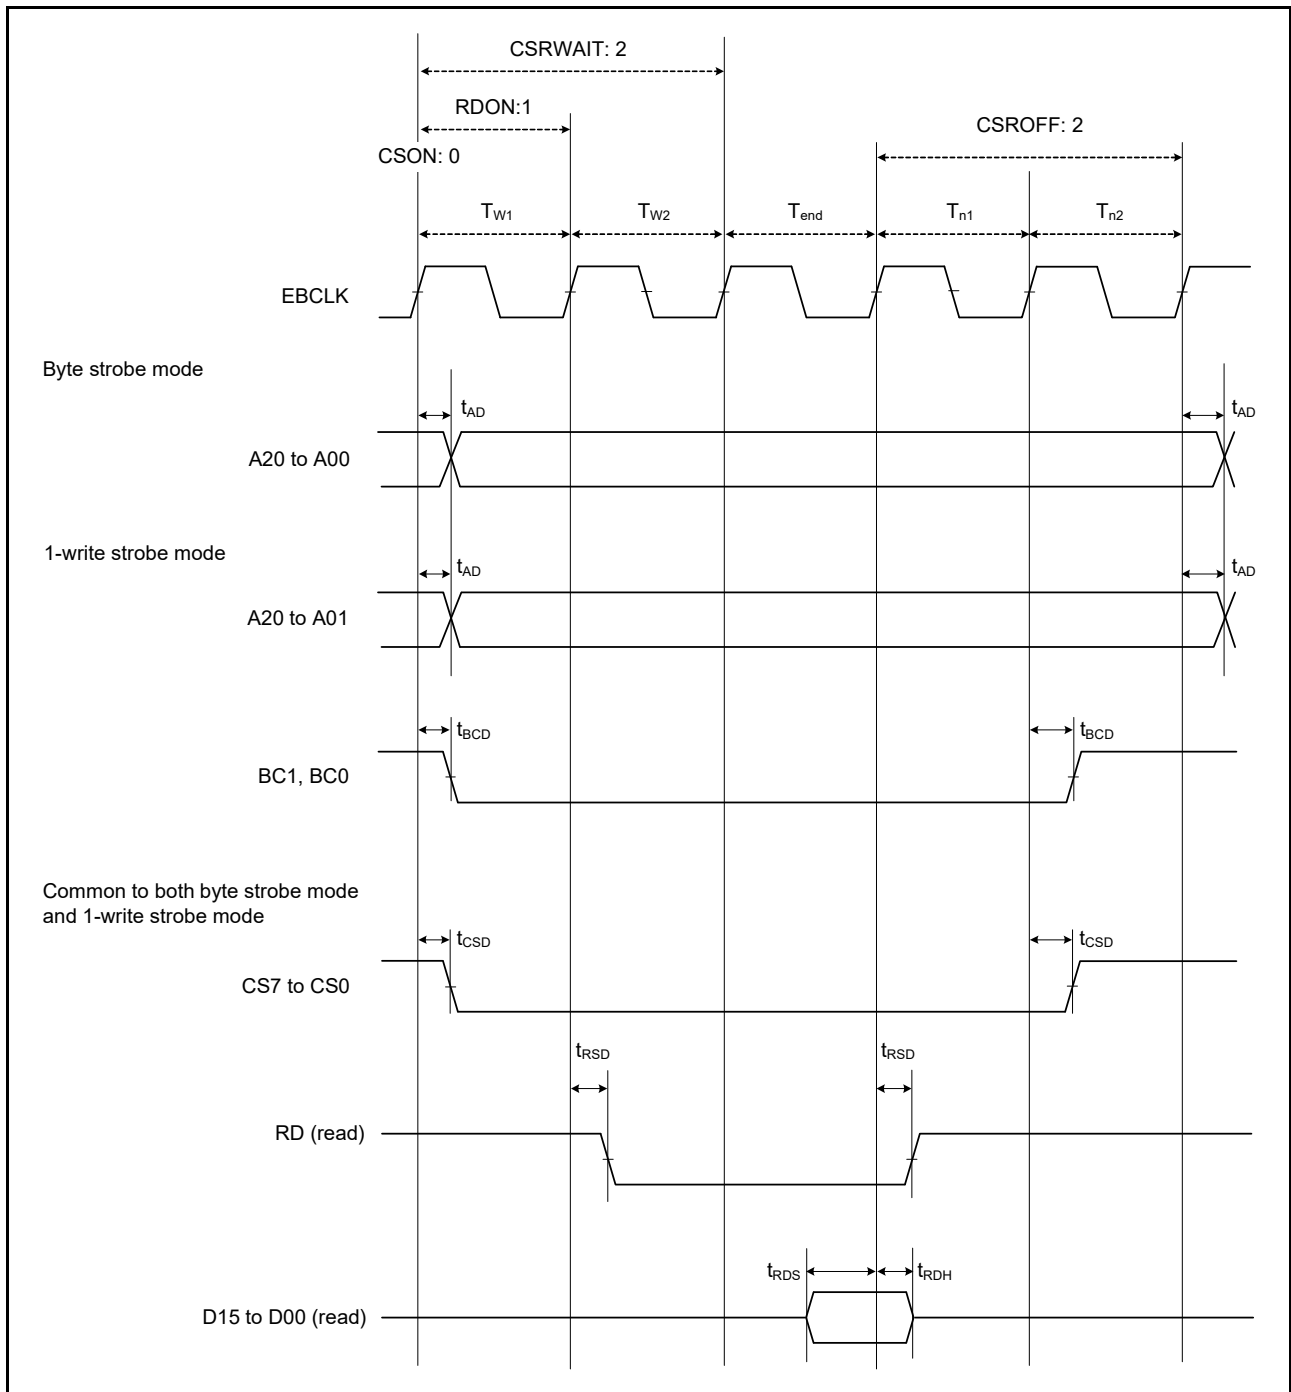 CSRWAIT: 2
RDON:1
CSROFF: 2
CSON: 0
TW1
TW2
Tend
Tn1
Tn2
EBCLK
Byte strobe mode
tAD
tAD
A20 to A00
1-write strobe mode
tAD
tAD
A20 to A01
tBCD
tBCD
BC1, BC0
Common to both byte strobe mode
and 1-write strobe mode
tCSD
tCSD
CS7 to CS0
tRSD
tRSD
RD (read)
tRDS
tRDH
D15 to D00 (read)